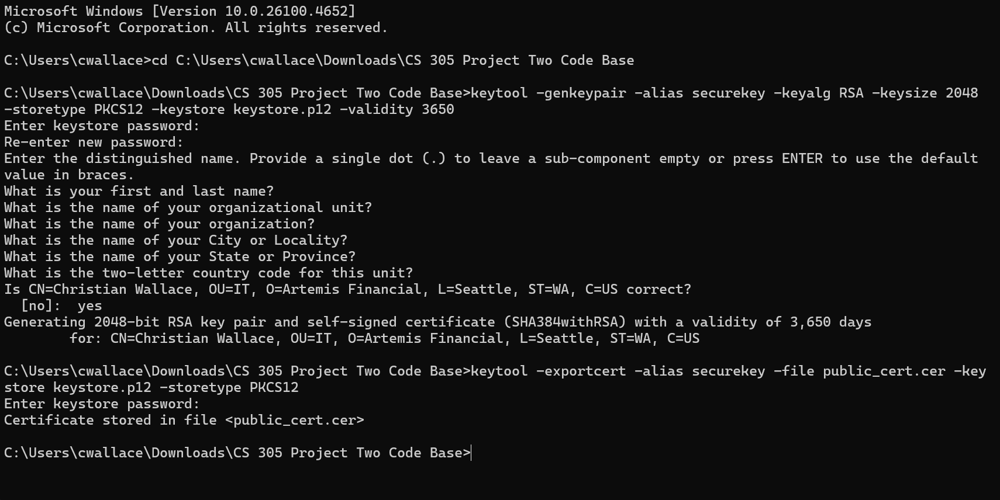 Microsoft Windows [Version 10.0.26100.4652]
(c) Microsoft Corporation. All rights reserved.
C:\Users\cwallace>cd C:\Users\cwallace\Downloads\CS 305 Project Two Code Base
C:\Users\cwallace\Downloads\CS 305 Project Two Code Base>keytool -genkeypair -alias securekey -keyalg RSA -keysize 2048
-storetype PKCS12 -keystore keystore.p12 -validity 3650
Enter keystore password:
Re-enter new password:
Enter the distinguished name. Provide a single dot (.) to leave a sub-component empty or press ENTER to use the default
value in braces.
What is your first and last name?
What is the name of your organizational unit?
What is the name of your organization?
What is the name of your City or Locality?
What is the name of your State or Province?
What is the two-letter country code for this unit?
Is CN=Christian Wallace, OU=IT, O=Artemis Financial, L=Seattle, ST=WA, C=US correct?
  [no]:  yes
Generating 2048-bit RSA key pair and self-signed certificate (SHA384withRSA) with a validity of 3,650 days
        for: CN=Christian Wallace, OU=IT, O=Artemis Financial, L=Seattle, ST=WA, C=US
C:\Users\cwallace\Downloads\CS 305 Project Two Code Base>keytool -exportcert -alias securekey -file public_cert.cer -key
store keystore.p12 -storetype PKCS12
Enter keystore password:
Certificate stored in file <public_cert.cer>
C:\Users\cwallace\Downloads\CS 305 Project Two Code Base>